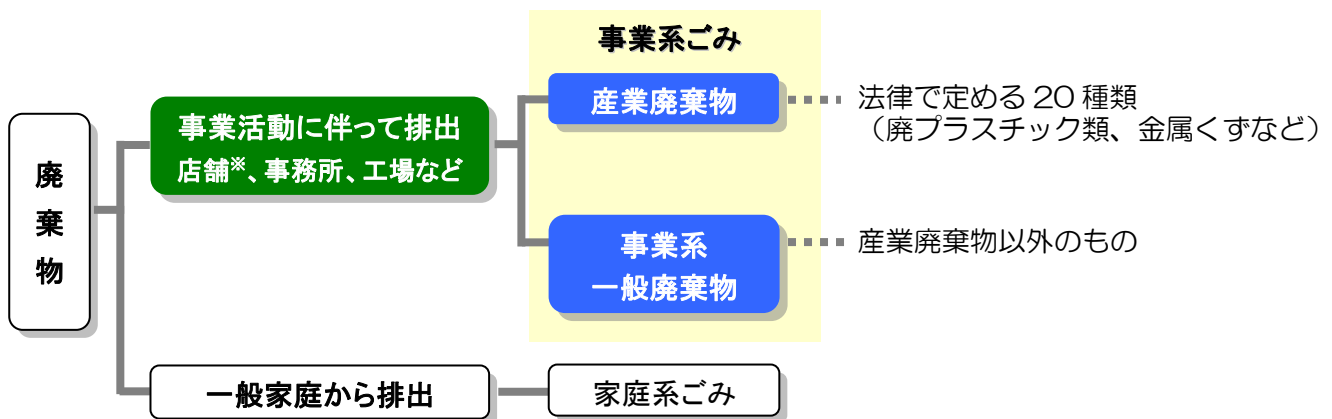 事業系ごみ
廃棄物
事業活動に伴って排出
店舗※、事務所、工場など
産業廃棄物
法律で定める 20 種類
（廃プラスチック類、金属くずなど）
事業系
一般廃棄物
産業廃棄物以外のもの
一般家庭から排出
家庭系ごみ